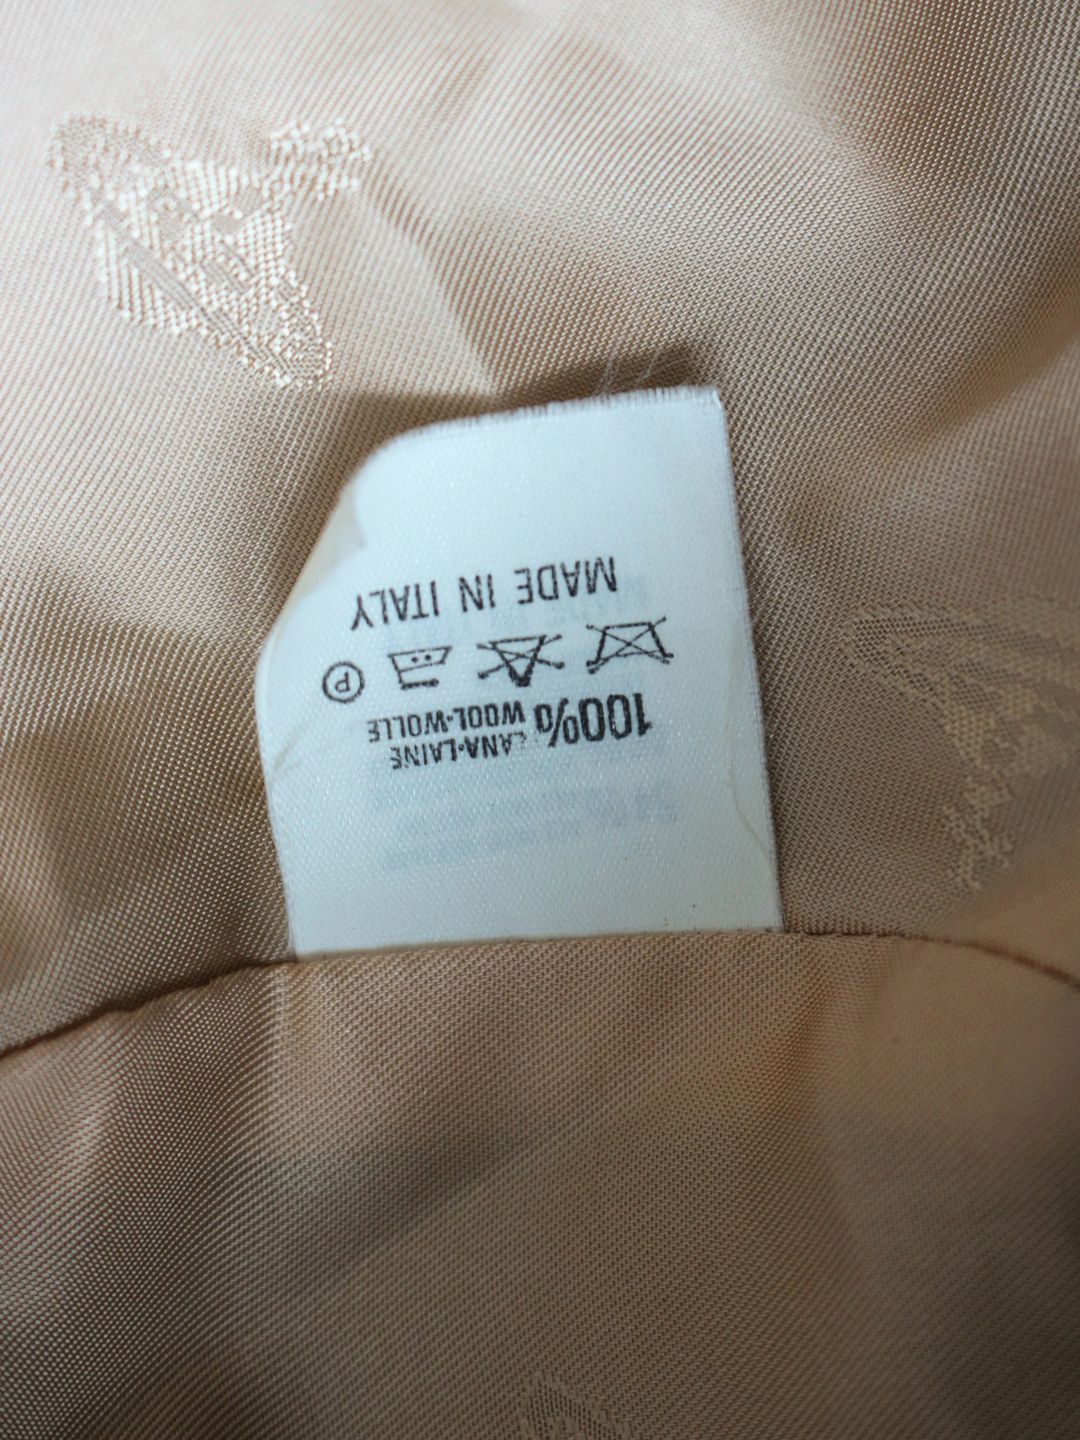 100% LANA·LAINE
WOOL·WOLLE
P
MADE IN ITALY